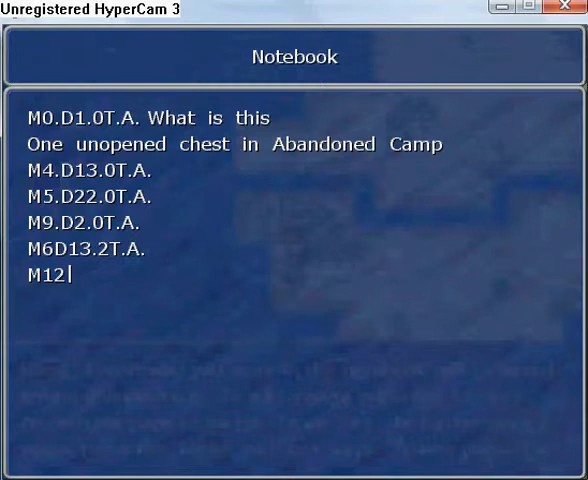 Unregistered HyperCam 3
Notebook
M0.D1.0T.A. What is this
One unopened chest in Abandoned Camp
M4.D13.0T.A.
M5.D22.0T.A.
M9.D2.0T.A.
M6D13.2T.A.
M12